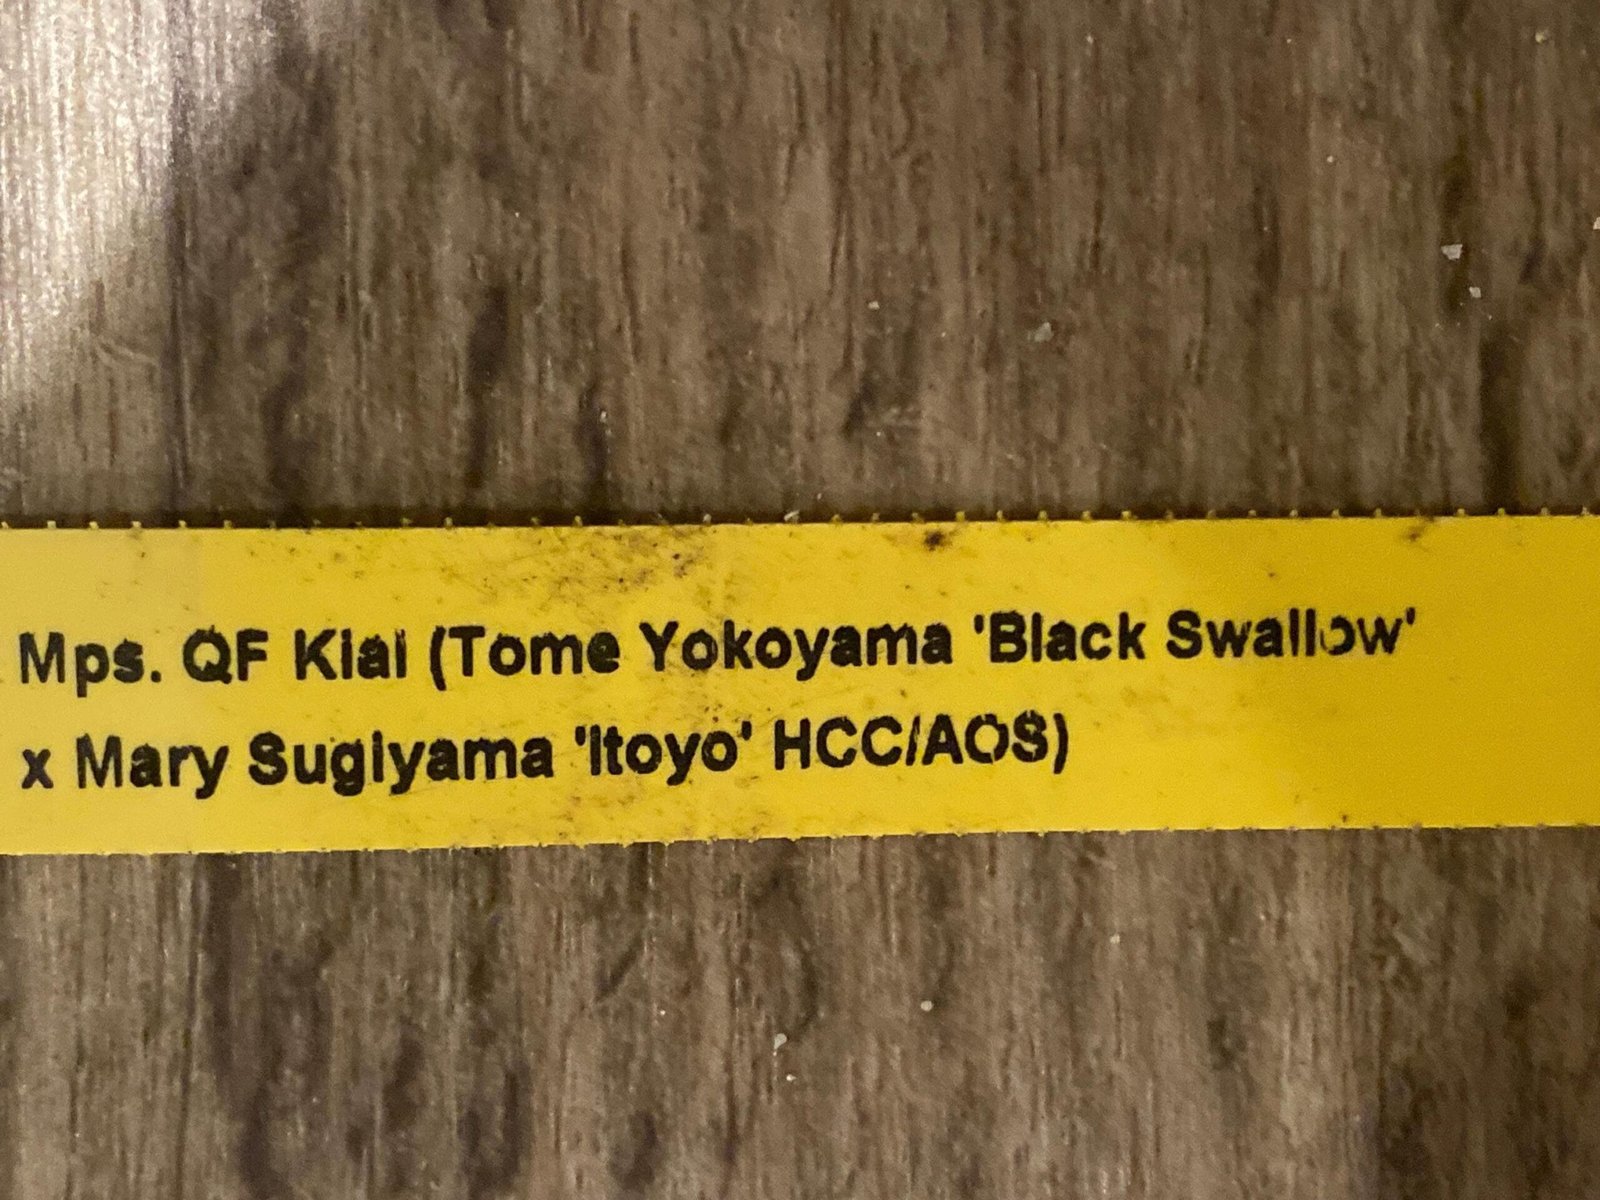 Mps. QF Kiai (Tome Yokoyama 'Black Swallow'
x Mary Sugiyama 'Itoyo' HCC/AOS)